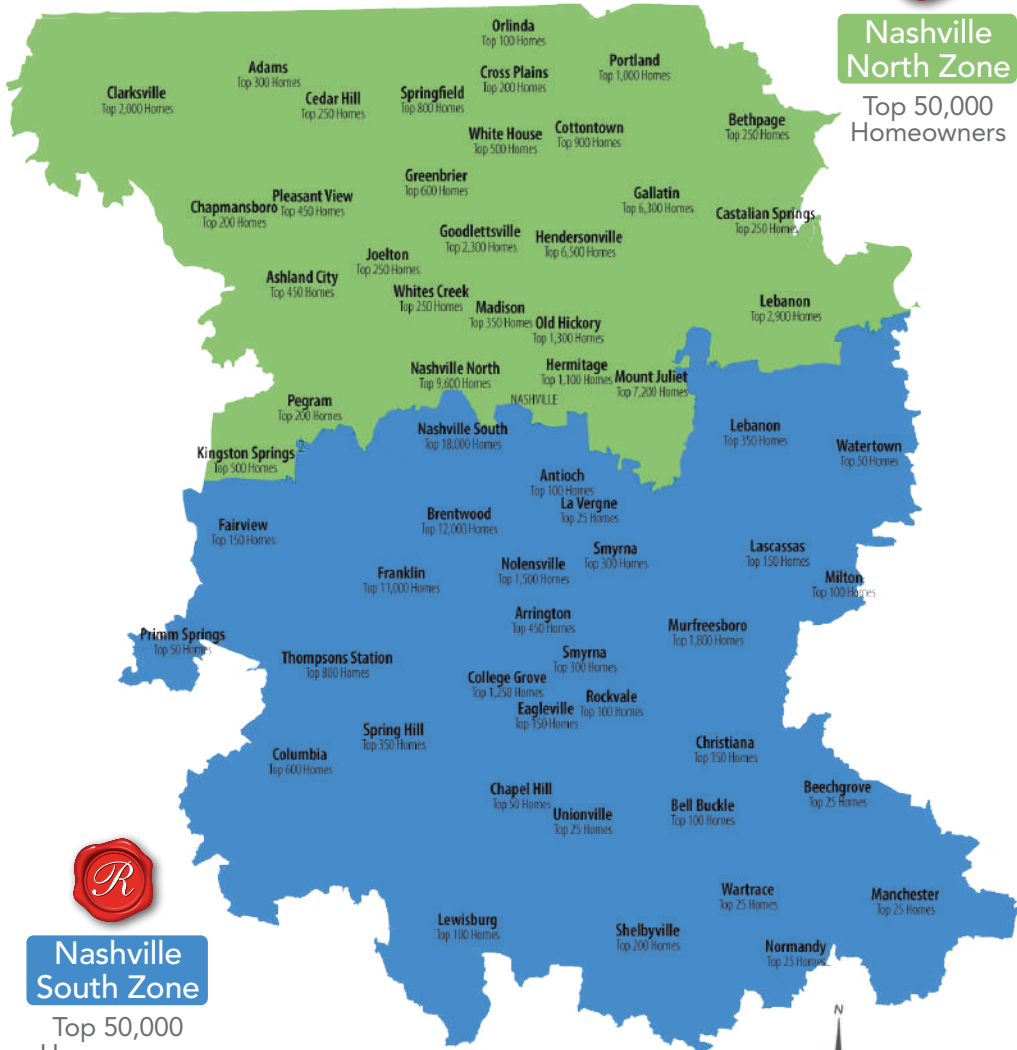 Nashville
North Zone
Top 50,000
Homeowners
Orlinda
Top 100 Homes
Portland
Top 1,000 Homes
Adams
Top 300 Homes
Cross Plains
Top 200 Homes
Clarksville
Top 2,000 Homes
Cedar Hill
Top 250 Homes
Springfield
Top 800 Homes
White House
Top 500 Homes
Cottontown
Top 900 Homes
Bethpage
Top 250 Homes
Greenbrier
Top 600 Homes
Pleasant View
Top 450 Homes
Chapmansboro
Top 200 Homes
Gallatin
Top 6,300 Homes
Castalian Springs
Top 250 Homes
Goodlettsville
Top 2,300 Homes
Hendersonville
Top 6,500 Homes
Joelton
Top 250 Homes
Ashland City
Top 450 Homes
Whites Creek
Top 250 Homes
Madison
Top 350 Homes
Old Hickory
Top 1,300 Homes
Lebanon
Top 2,900 Homes
Nashville North
Top 9,600 Homes
Hermitage
Top 1,100 Homes
Mount Juliet
Top 7,200 Homes
NASHVILLE
Pegram
Top 200 Homes
Kingston Springs
Top 500 Homes
2
Nashville South
Top 18,000 Homes
Lebanon
Top 350 Homes
Watertown
Top 50 Homes
Antioch
Top 100 Homes
La Vergne
Top 25 Homes
Fairview
Top 150 Homes
Brentwood
Top 12,000 Homes
Smyrna
Top 300 Homes
Lascassas
Top 150 Homes
Nolensville
Top 1,500 Homes
Franklin
Top 11,000 Homes
Milton
Top 100 Homes
Arrington
Top 450 Homes
Murfreesboro
Top 1,800 Homes
Primm Springs
Top 50 Homes
Thompsons Station
Top 800 Homes
Smyrna
Top 300 Homes
College Grove
Top 1,250 Homes
Rockvale
Top 100 Homes
Eagleville
Top 150 Homes
Spring Hill
Top 350 Homes
Columbia
Top 600 Homes
Christiana
Top 150 Homes
Chapel Hill
Top 50 Homes
Beechgrove
Top 25 Homes
Unionville
Top 25 Homes
Bell Buckle
Top 100 Homes
R
Wartrace
Top 25 Homes
Manchester
Top 25 Homes
Lewisburg
Top 100 Homes
Shelbyville
Top 200 Homes
Normandy
Top 25 Homes
Nashville
South Zone
Top 50,000
N